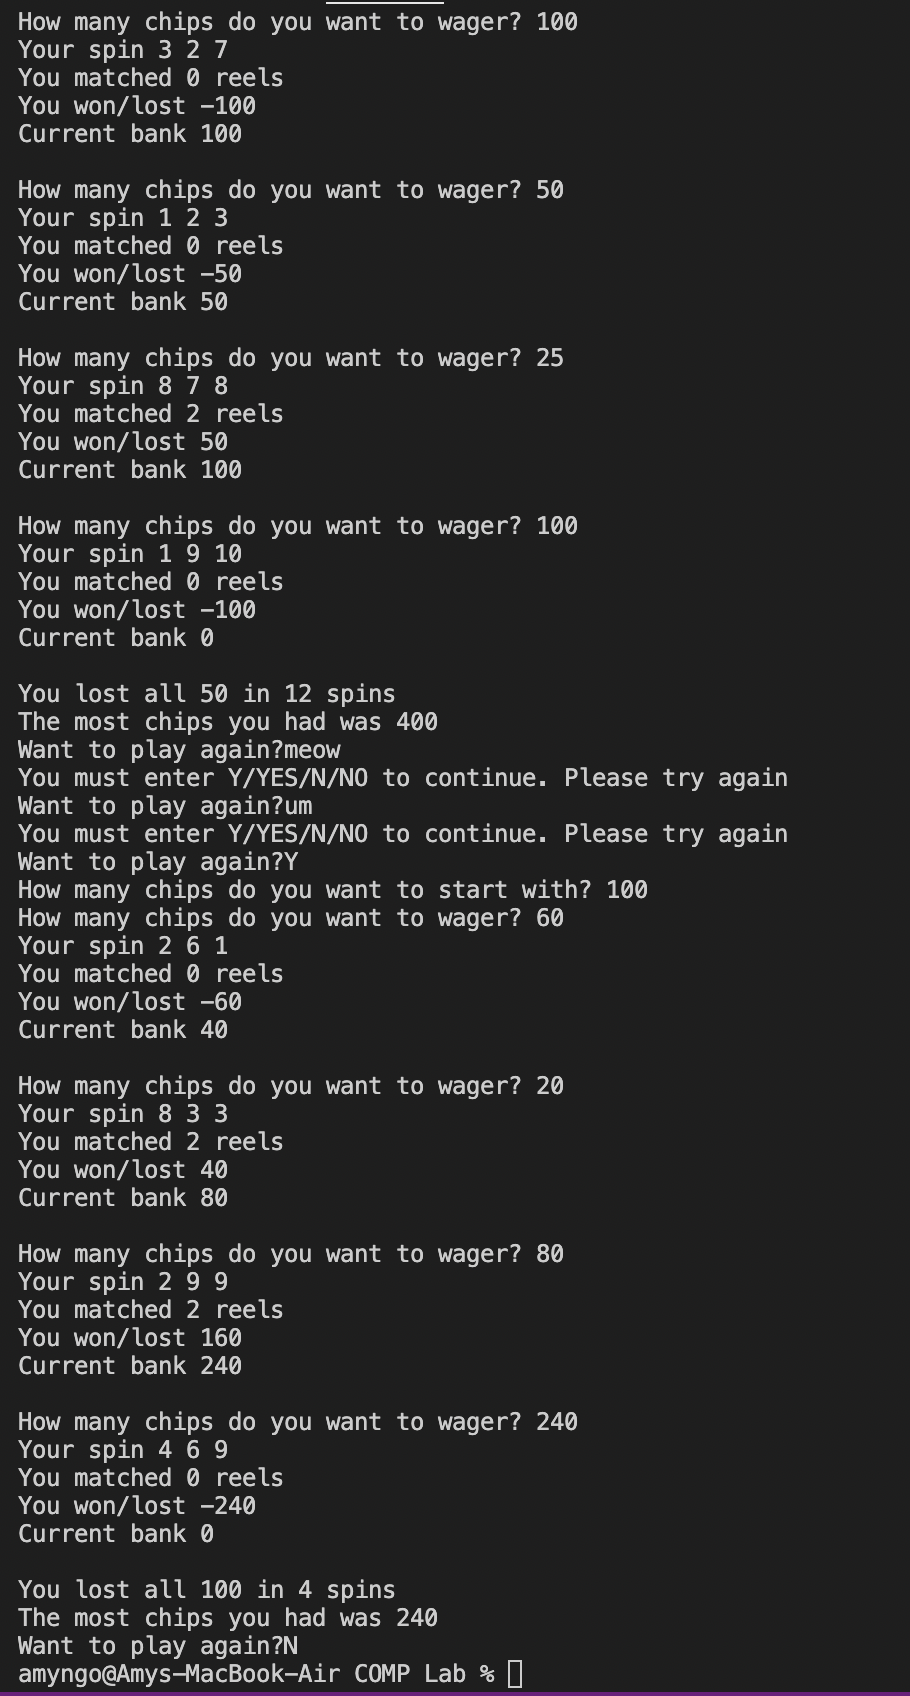 How many chips do you want to wager? 100
Your spin 3 2 7
You matched 0 reels
You won/lost -100
Current bank 100

How many chips do you want to wager? 50
Your spin 1 2 3
You matched 0 reels
You won/lost -50
Current bank 50

How many chips do you want to wager? 25
Your spin 8 7 8
You matched 2 reels
You won/lost 50
Current bank 100

How many chips do you want to wager? 100
Your spin 1 9 10
You matched 0 reels
You won/lost -100
Current bank 0

You lost all 50 in 12 spins
The most chips you had was 400
Want to play again?meow
You must enter Y/YES/N/NO to continue. Please try again
Want to play again?um
You must enter Y/YES/N/NO to continue. Please try again
Want to play again?Y
How many chips do you want to start with? 100
How many chips do you want to wager? 60
Your spin 2 6 1
You matched 0 reels
You won/lost -60
Current bank 40

How many chips do you want to wager? 20
Your spin 8 3 3
You matched 2 reels
You won/lost 40
Current bank 80

How many chips do you want to wager? 80
Your spin 2 9 9
You matched 2 reels
You won/lost 160
Current bank 240

How many chips do you want to wager? 240
Your spin 4 6 9
You matched 0 reels
You won/lost -240
Current bank 0

You lost all 100 in 4 spins
The most chips you had was 240
Want to play again?N
amyngo@Amys-MacBook-Air COMP Lab %